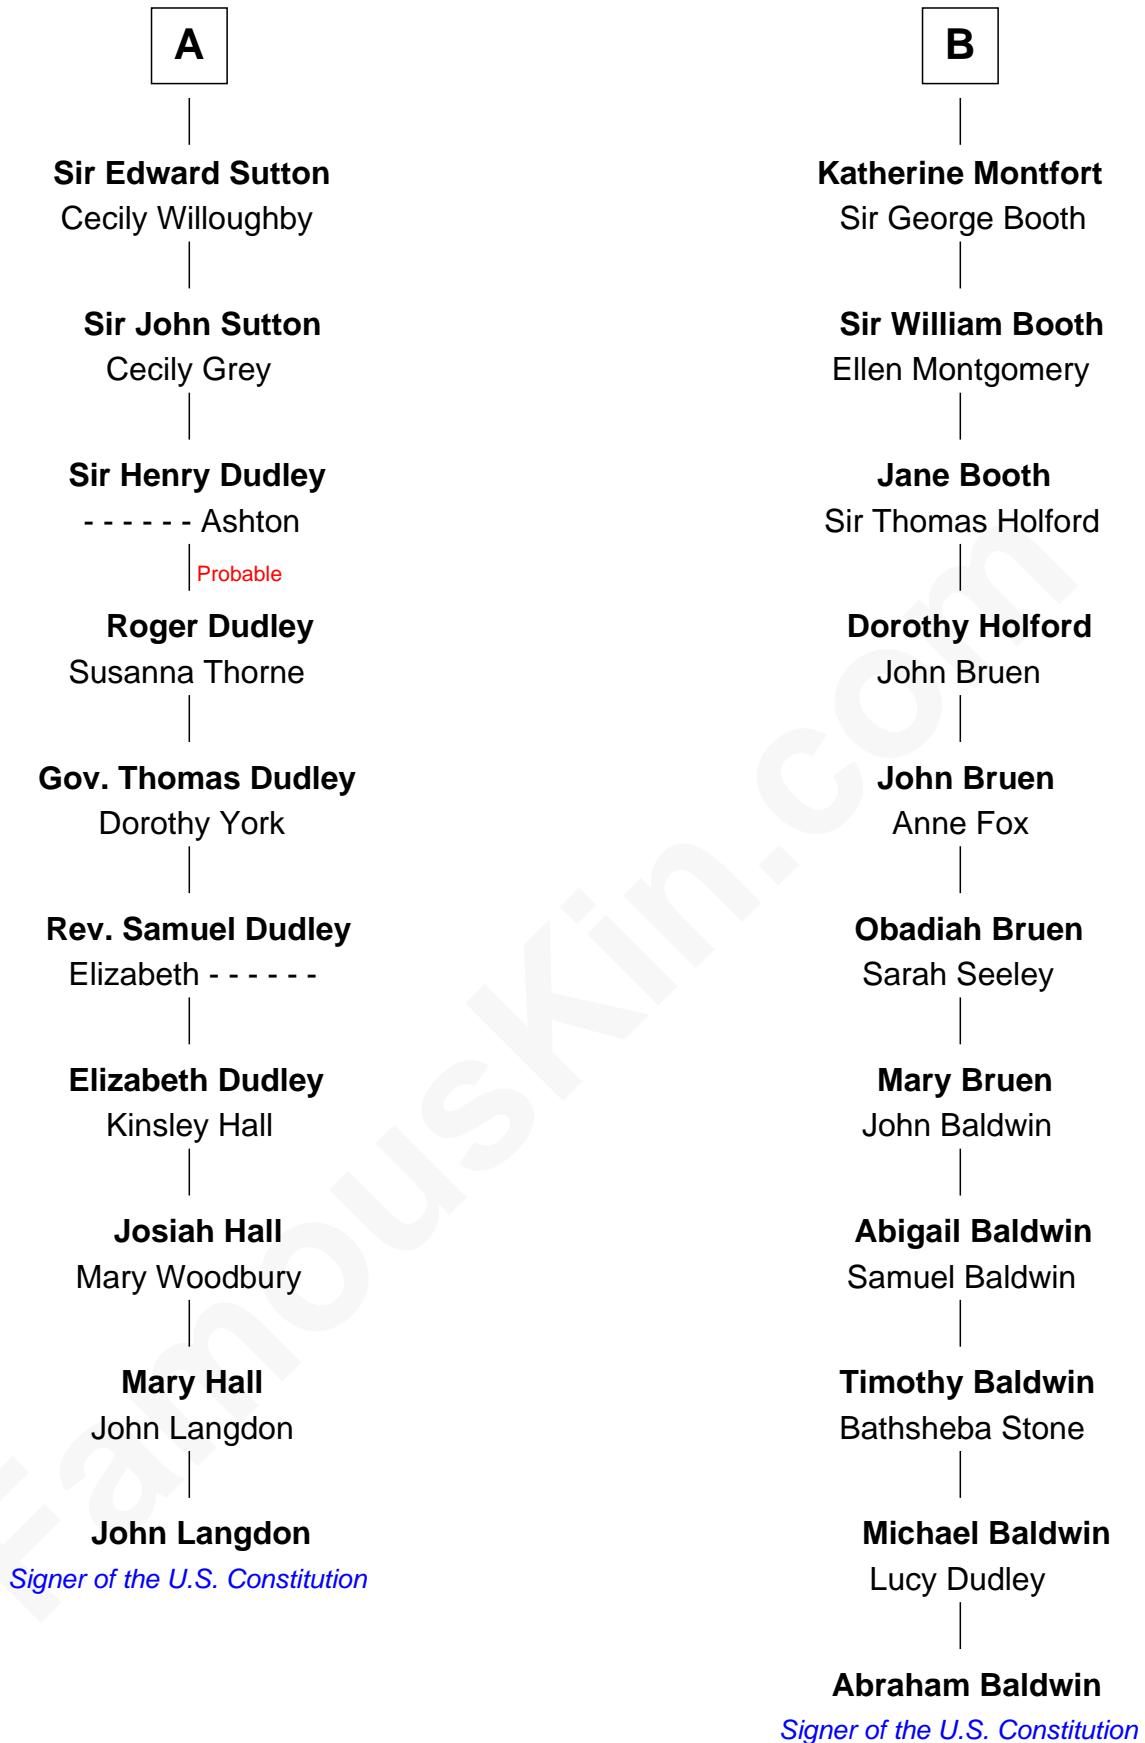 A
Sir Edward Sutton
Cecily Willoughby
Sir John Sutton
Cecily Grey
Sir Henry Dudley
- - - - - - Ashton
Probable
Roger Dudley
Susanna Thorne
Gov. Thomas Dudley
Dorothy York
Rev. Samuel Dudley
Elizabeth - - - - - -
Elizabeth Dudley
Kinsley Hall
Josiah Hall
Mary Woodbury
Mary Hall
John Langdon
John Langdon
Signer of the U.S. Constitution
B
Katherine Montfort
Sir George Booth
Sir William Booth
Ellen Montgomery
Jane Booth
Sir Thomas Holford
Dorothy Holford
John Bruen
John Bruen
Anne Fox
Obadiah Bruen
Sarah Seeley
Mary Bruen
John Baldwin
Abigail Baldwin
Samuel Baldwin
Timothy Baldwin
Bathsheba Stone
Michael Baldwin
Lucy Dudley
Abraham Baldwin
Signer of the U.S. Constitution
FamousKin.com